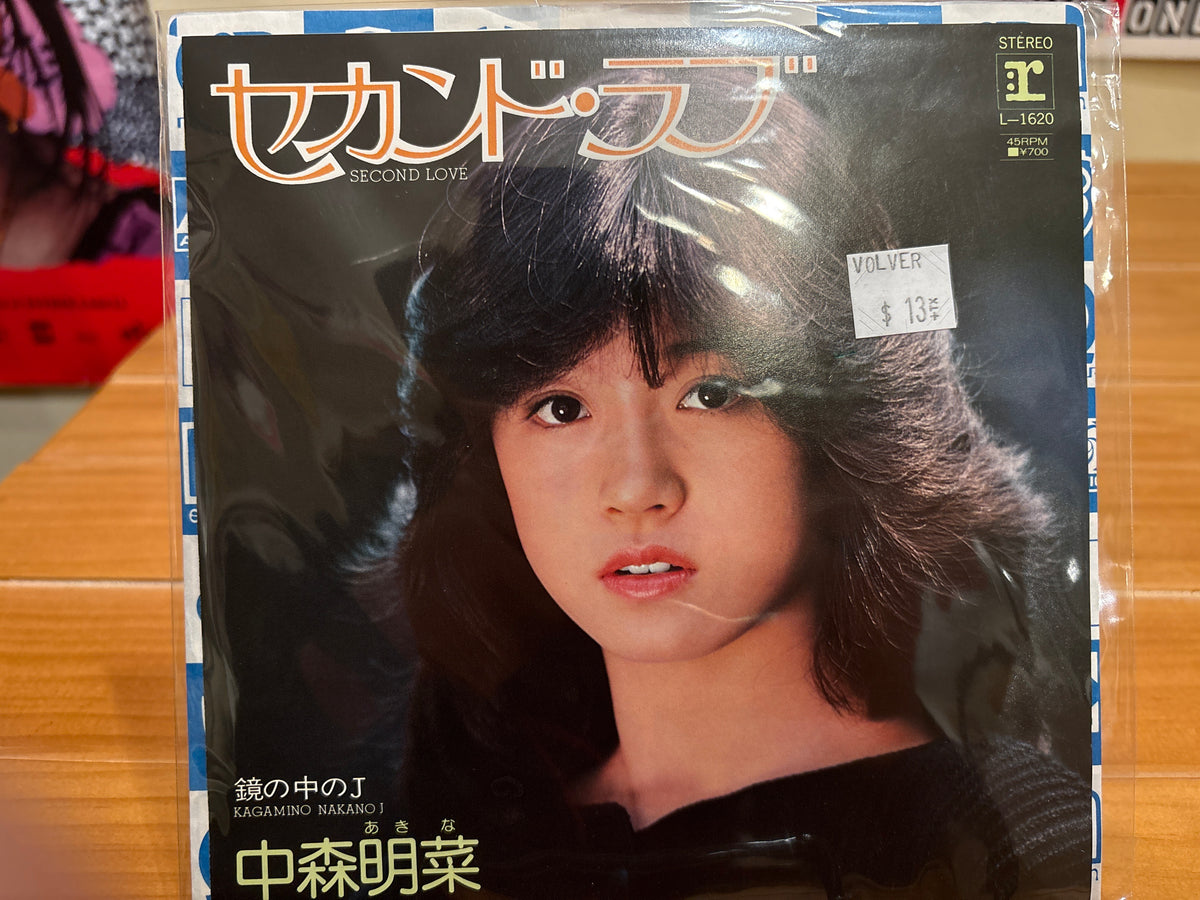 セカンド・ラブ
SECOND LOVE
STEREO
r
L-1620
45RPM
¥700
VOLVER
$ 13
鏡の中のJ
KAGAMINO NAKANO J
あきな
中森明菜
ON